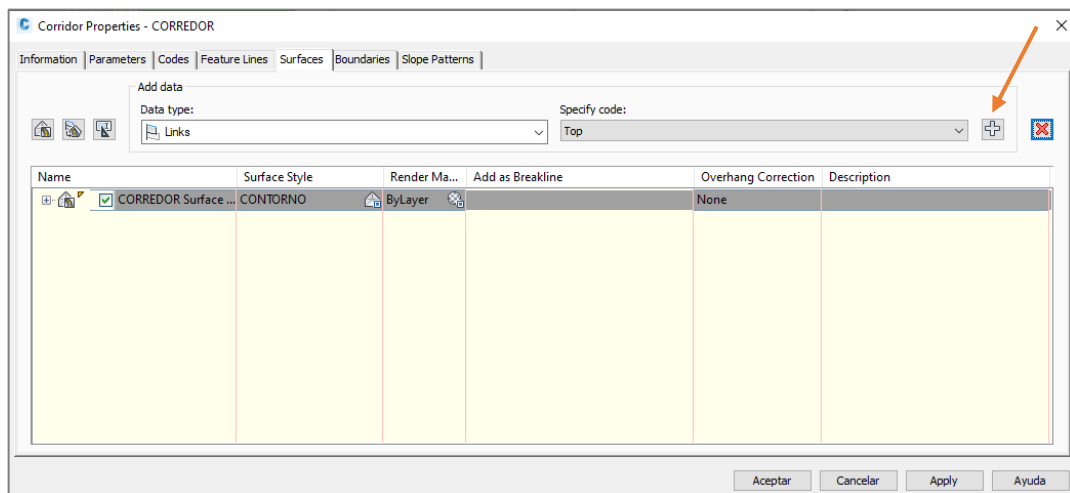 Corridor Properties - CORREDOR
Information Parameters Codes Feature Lines Surfaces Boundaries Slope Patterns
Add data
Data type: Specify code:
Links Top
Name Surface Style Render Ma... Add as Breakline Overhang Correction Description
CORREDOR Surface ... CONTORNO ByLayer None
Aceptar Cancelar Apply Ayuda